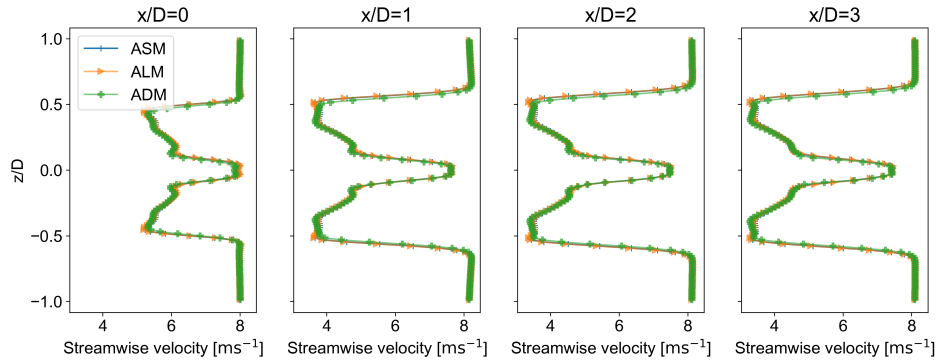 x/D=0 x/D=1 x/D=2 x/D=3
ASM
ALM
ADM
z/D
1.0
0.5
0.0
−0.5
−1.0
4 6 8 4 6 8 4 6 8 4 6 8
Streamwise velocity [ms⁻¹] Streamwise velocity [ms⁻¹] Streamwise velocity [ms⁻¹] Streamwise velocity [ms⁻¹]